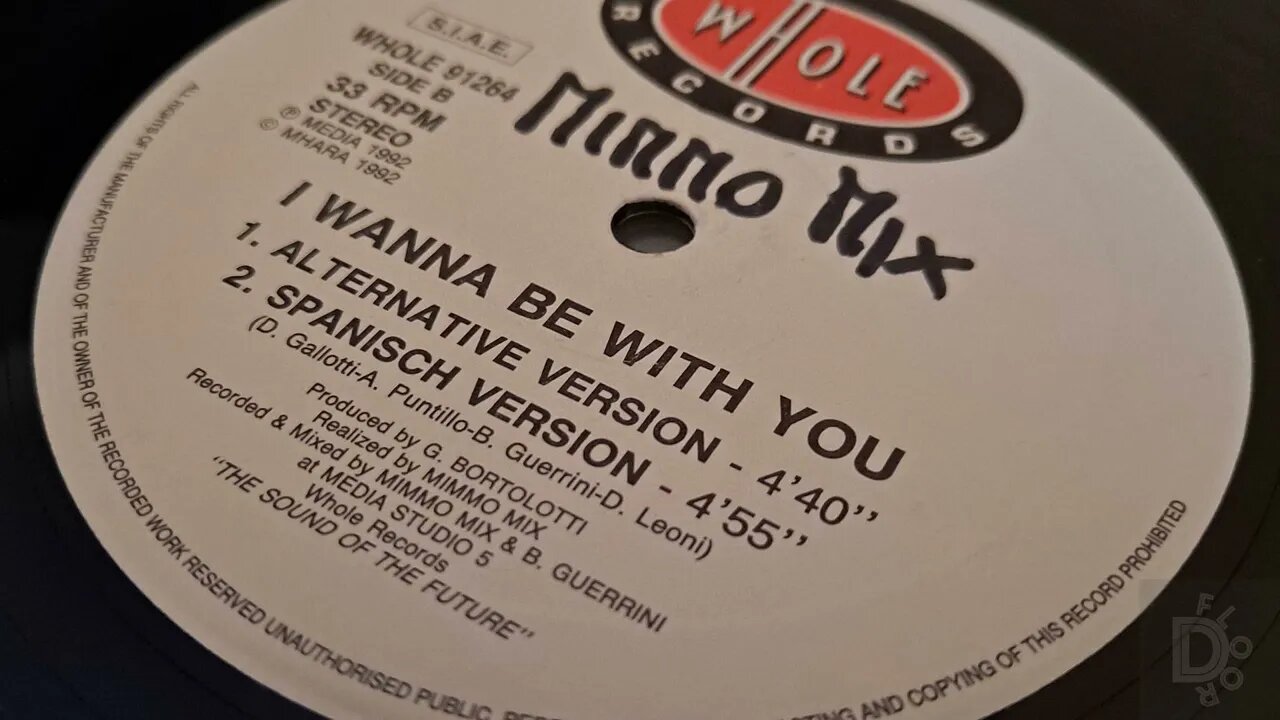 WHOLE
RECORDS
S.I.A.E.
WHOLE 91264
SIDE B
33 RPM
STEREO
℗ MEDIA 1992
© MHARA 1992
MIMMO MIX
I WANNA BE WITH YOU
1. ALTERNATIVE VERSION - 4'40''
2. SPANISCH VERSION - 4'55''
(D. Gallotti-A. Puntillo-B. Guerrini-D. Leoni)
Produced by G. BORTOLOTTI
Realized by MIMMO MIX
Recorded & Mixed by MIMMO MIX & B. GUERRINI
at MEDIA STUDIO 5
Whole Records
"THE SOUND OF THE FUTURE"
ALL RIGHTS OF THE MANUFACTURER AND OF THE OWNER OF THE RECORDED WORK RESERVED UNAUTHORISED PUBLIC
AND COPYING OF THIS RECORD PROHIBITED
D FLOOR